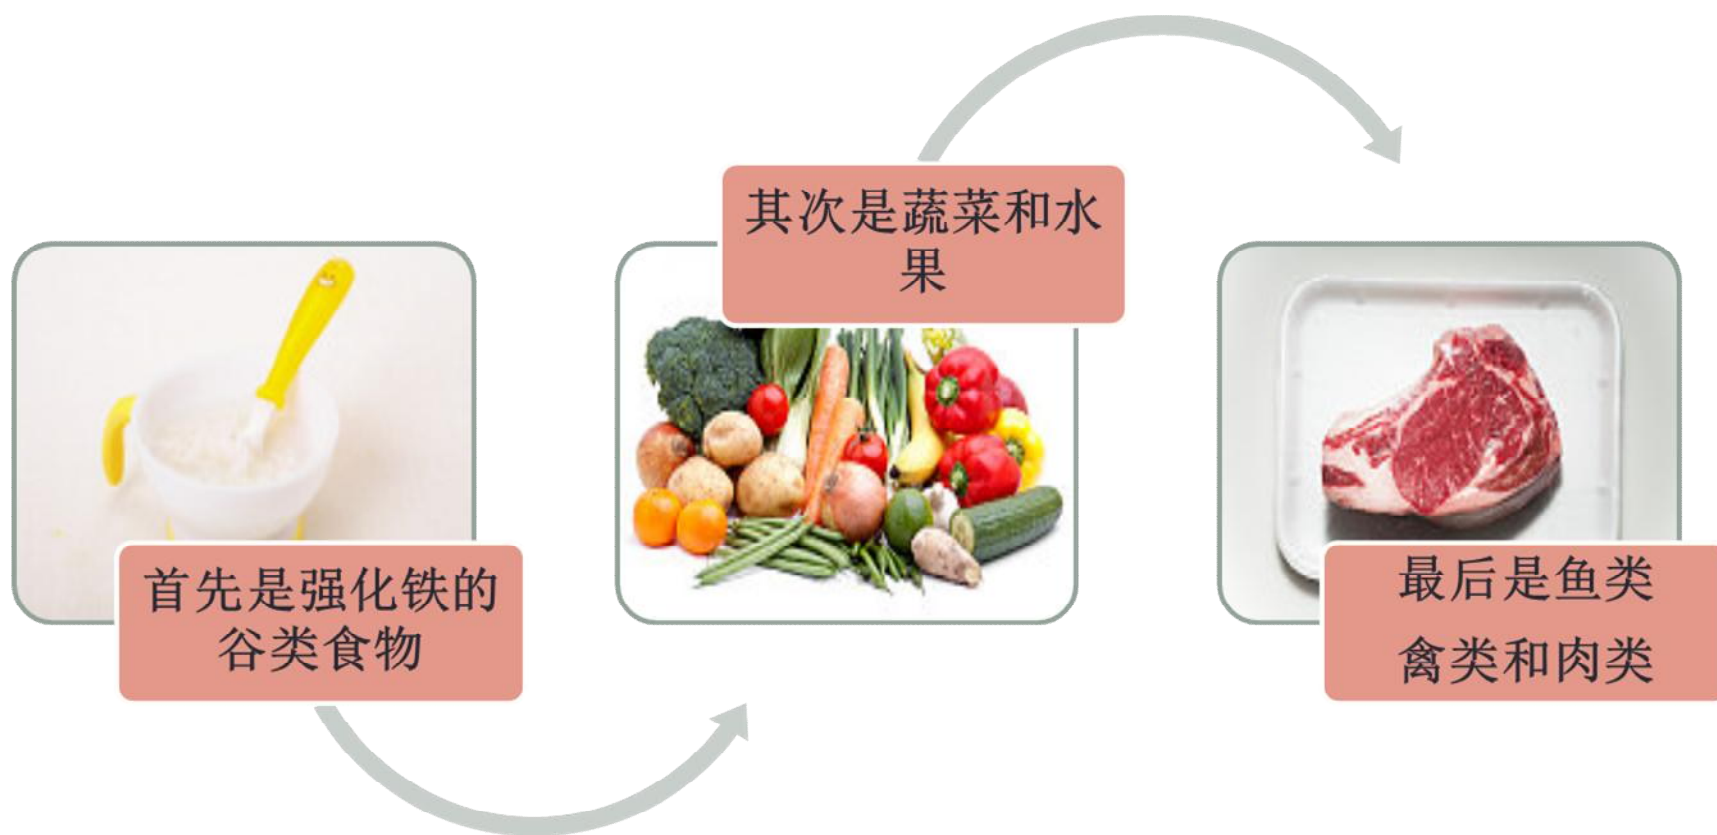 首先是强化铁的
谷类食物
其次是蔬菜和水
果
最后是鱼类
禽类和肉类